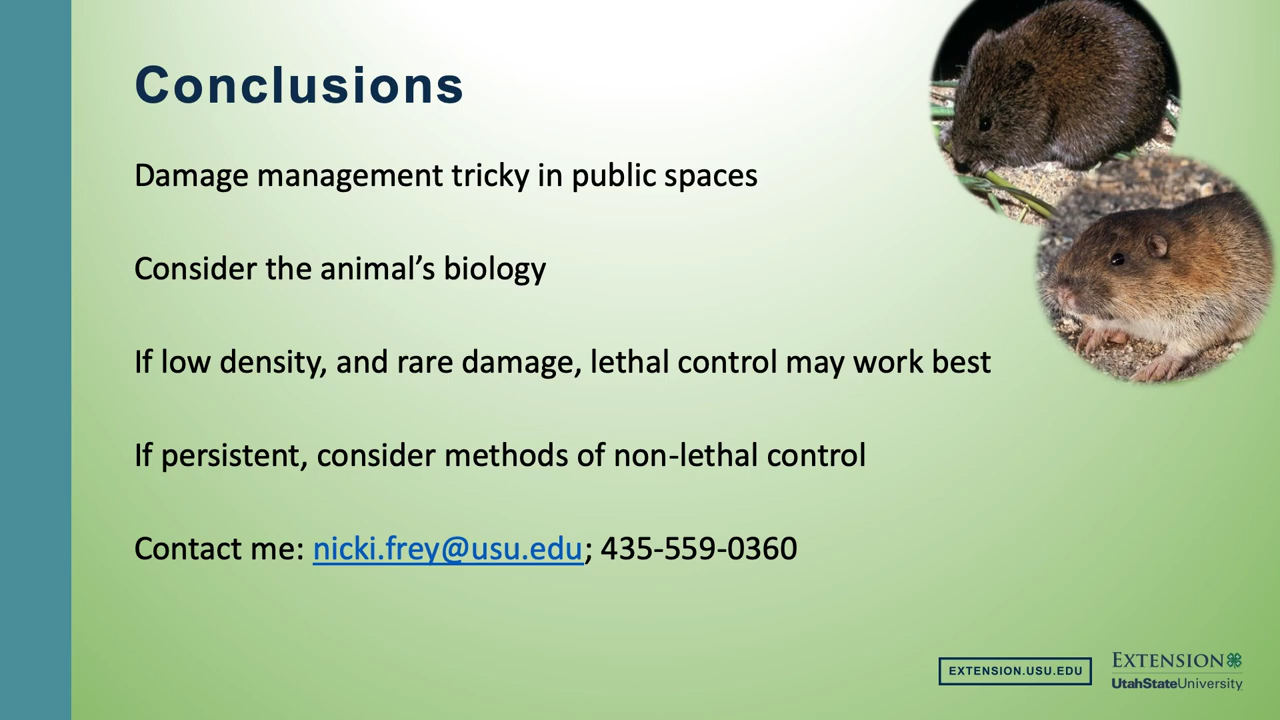 Conclusions
Damage management tricky in public spaces
Consider the animal’s biology
If low density, and rare damage, lethal control may work best
If persistent, consider methods of non-lethal control
Contact me: nicki.frey@usu.edu; 435-559-0360
EXTENSION.USU.EDU
EXTENSION
UtahStateUniversity